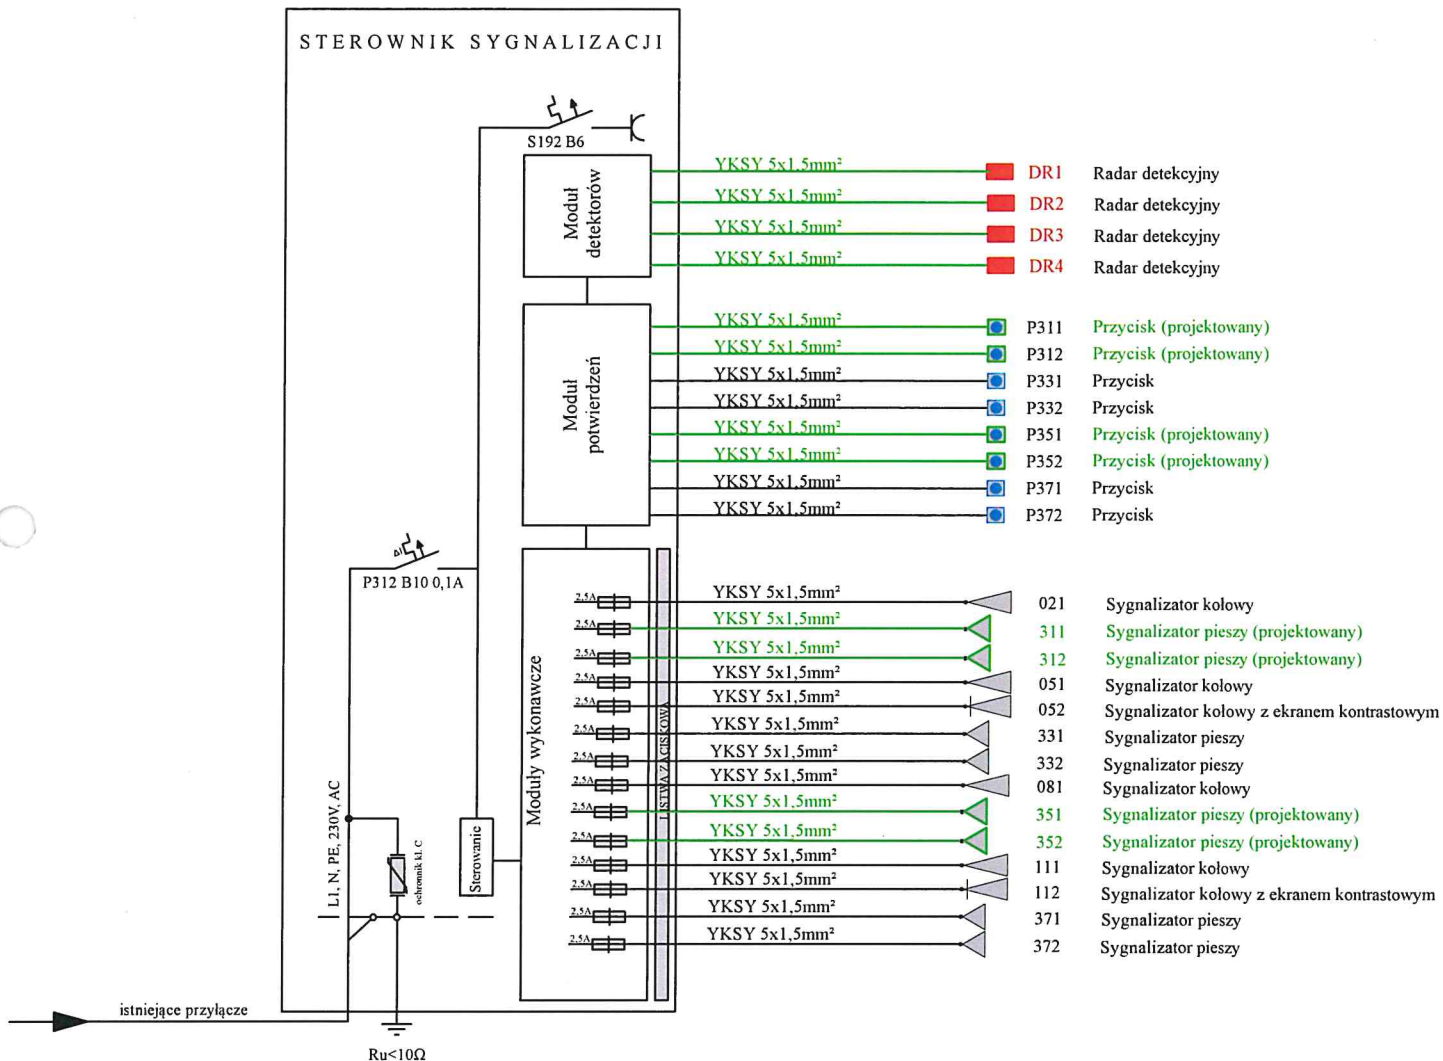 STEROWNIK SYGNALIZACJI
S192 B6
Moduł detektorów
YKSY 5x1,5mm² DR1 Radar detekcyjny
YKSY 5x1,5mm² DR2 Radar detekcyjny
YKSY 5x1,5mm² DR3 Radar detekcyjny
YKSY 5x1,5mm² DR4 Radar detekcyjny
Moduł potwierdzeń
YKSY 5x1,5mm² P311 Przycisk (projektowany)
YKSY 5x1,5mm² P312 Przycisk (projektowany)
YKSY 5x1,5mm² P331 Przycisk
YKSY 5x1,5mm² P332 Przycisk
YKSY 5x1,5mm² P351 Przycisk (projektowany)
YKSY 5x1,5mm² P352 Przycisk (projektowany)
YKSY 5x1,5mm² P371 Przycisk
YKSY 5x1,5mm² P372 Przycisk
ΔI
P312 B10 0,1A
Moduły wykonawcze
LISTWA ZACISKOWA
2,5A YKSY 5x1,5mm² 021 Sygnalizator kołowy
2,5A YKSY 5x1,5mm² 311 Sygnalizator pieszy (projektowany)
2,5A YKSY 5x1,5mm² 312 Sygnalizator pieszy (projektowany)
2,5A YKSY 5x1,5mm² 051 Sygnalizator kołowy
2,5A YKSY 5x1,5mm² 052 Sygnalizator kołowy z ekranem kontrastowym
2,5A YKSY 5x1,5mm² 331 Sygnalizator pieszy
2,5A YKSY 5x1,5mm² 332 Sygnalizator pieszy
2,5A YKSY 5x1,5mm² 081 Sygnalizator kołowy
2,5A YKSY 5x1,5mm² 351 Sygnalizator pieszy (projektowany)
2,5A YKSY 5x1,5mm² 352 Sygnalizator pieszy (projektowany)
2,5A YKSY 5x1,5mm² 111 Sygnalizator kołowy
2,5A YKSY 5x1,5mm² 112 Sygnalizator kołowy z ekranem kontrastowym
2,5A YKSY 5x1,5mm² 371 Sygnalizator pieszy
2,5A YKSY 5x1,5mm² 372 Sygnalizator pieszy
L1, N, PE, 230V, AC
ochronnik kl. C
Sterowanie
istniejące przyłącze
Ru<10Ω